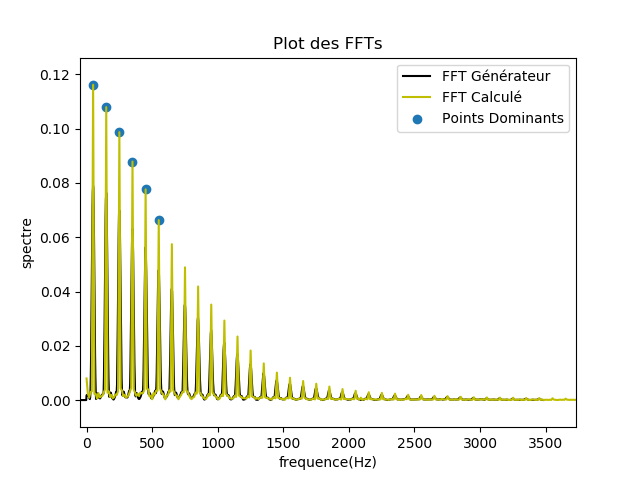 Plot des FFTs
FFT Générateur
FFT Calculé
Points Dominants
0.12
0.10
0.08
0.06
0.04
0.02
0.00
spectre
0 500 1000 1500 2000 2500 3000 3500
frequence(Hz)